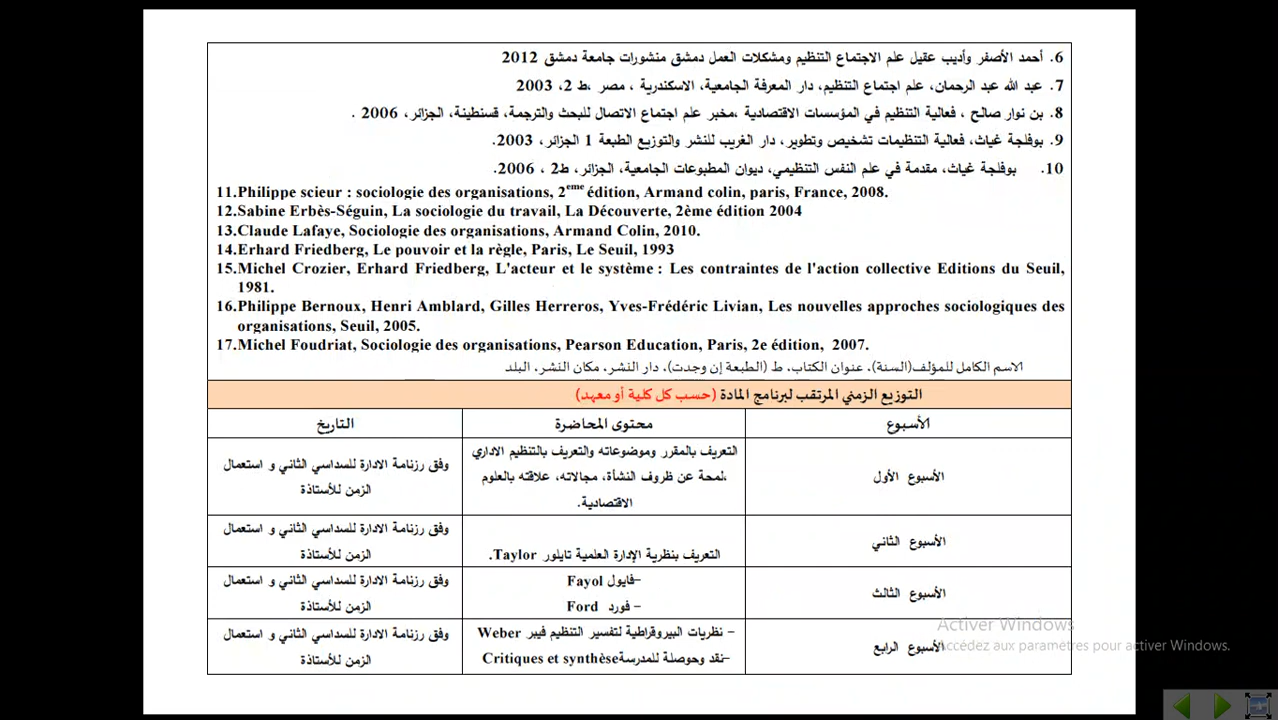 6. أحمد الأصفر وأديب عقيل علم الاجتماع التنظيم ومشكلات العمل دمشق منشورات جامعة دمشق 2012
7. عبد الله عبد الرحمان، علم اجتماع التنظيم، دار المعرفة الجامعية، الاسكندرية ، مصر ،ط 2، 2003
8. بن نوار صالح ، فعالية التنظيم في المؤسسات الاقتصادية ،مخبر علم اجتماع الاتصال للبحث والترجمة، قسنطينة، الجزائر، 2006 .
9. بوفلجة غياث، فعالية التنظيمات تشخيص وتطوير، دار الغريب للنشر والتوزيع الطبعة 1 الجزائر، 2003.
10. بوفلجة غياث، مقدمة في علم النفس التنظيمي، ديوان المطبوعات الجامعية، الجزائر، ط2 ، 2006.
11.Philippe scieur : sociologie des organisations, 2eme édition, Armand colin, paris, France, 2008.
12.Sabine Erbès-Séguin, La sociologie du travail, La Découverte, 2ème édition 2004
13.Claude Lafaye, Sociologie des organisations, Armand Colin, 2010.
14.Erhard Friedberg, Le pouvoir et la règle, Paris, Le Seuil, 1993
15.Michel Crozier, Erhard Friedberg, L'acteur et le système : Les contraintes de l'action collective Editions du Seuil,
1981.
16.Philippe Bernoux, Henri Amblard, Gilles Herreros, Yves-Frédéric Livian, Les nouvelles approches sociologiques des
organisations, Seuil, 2005.
17.Michel Foudriat, Sociologie des organisations, Pearson Education, Paris, 2e édition, 2007.
الاسم الكامل للمؤلف(السنة)، عنوان الكتاب، ط (الطبعة إن وجدت)، دار النشر، مكان النشر، البلد
التوزيع الزمني المرتقب لبرنامج المادة (حسب كل كلية أو معهد)
الأسبوع
محتوى المحاضرة
التاريخ
الأسبوع الأول
التعريف بالمقرر وموضوعاته والتعريف بالتنظيم الاداري
،لمحة عن ظروف النشأة، مجالاته، علاقته بالعلوم
الاقتصادية.
وفق رزنامة الادارة للسداسي الثاني و استعمال
الزمن للأستاذة
الأسبوع الثاني
التعريف بنظرية الإدارة العلمية تايلور Taylor.
وفق رزنامة الادارة للسداسي الثاني و استعمال
الزمن للأستاذة
الأسبوع الثالث
–فايول Fayol
– فورد Ford
وفق رزنامة الادارة للسداسي الثاني و استعمال
الزمن للأستاذة
الأسبوع الرابع
– نظريات البيروقراطية لتفسير التنظيم فيبر Weber
–نقد وحوصلة للمدرسةCritiques et synthèse
وفق رزنامة الادارة للسداسي الثاني و استعمال
الزمن للأستاذة
Activer Windows
Accédez aux paramètres pour activer Windows.